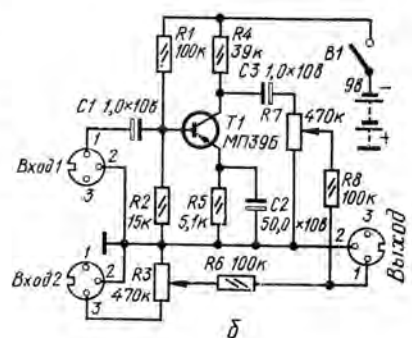 R1
100к
R4
39к
В1
9В
−
+
С3 1,0×10В
R7
470к
С1 1,0×10В
Т1
МП39Б
Вход1
1
2
3
R2
15к
R5
5,1к
С2
50,0×10В
R8
100к
3
2
1
Выход
Вход2
1
2
3
R3
470к
R6 100к
б